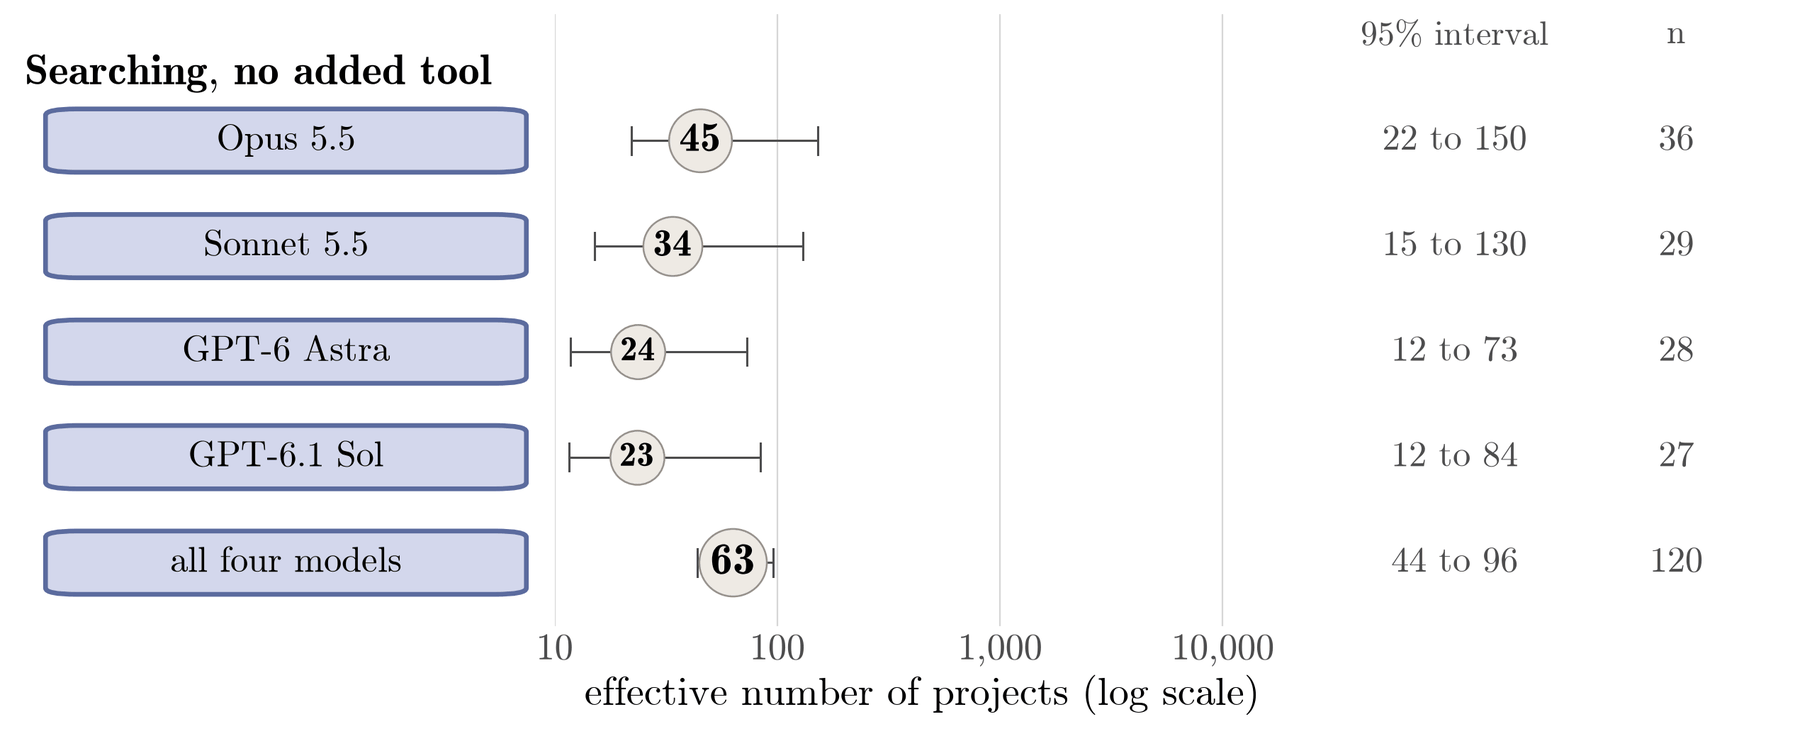 95% interval n
Searching, no added tool
Opus 5.5 45 22 to 150 36
Sonnet 5.5 34 15 to 130 29
GPT-6 Astra 24 12 to 73 28
GPT-6.1 Sol 23 12 to 84 27
all four models 63 44 to 96 120
10 100 1,000 10,000
effective number of projects (log scale)